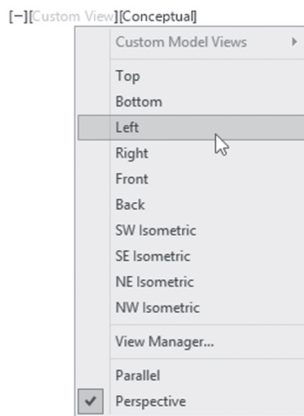 [−][Custom View][Conceptual]
Custom Model Views
Top
Bottom
Left
Right
Front
Back
SW Isometric
SE Isometric
NE Isometric
NW Isometric
View Manager...
Parallel
Perspective